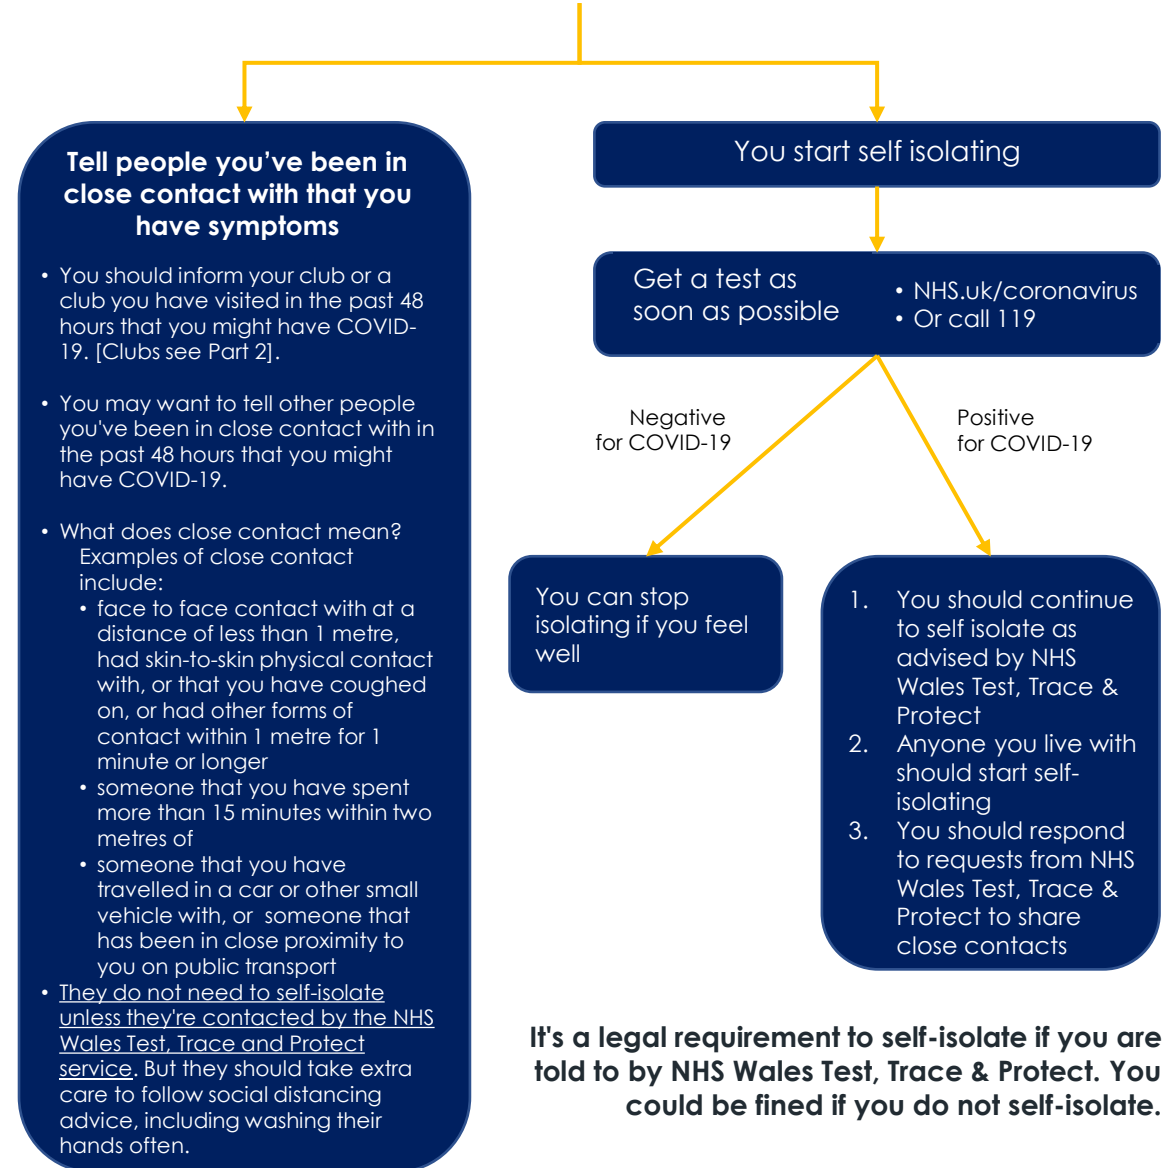 Tell people you've been in
close contact with that you
have symptoms
• You should inform your club or a
club you have visited in the past 48
hours that you might have COVID-
19. [Clubs see Part 2].
• You may want to tell other people
you've been in close contact with in
the past 48 hours that you might
have COVID-19.
• What does close contact mean?
Examples of close contact
include:
• face to face contact with at a
distance of less than 1 metre,
had skin-to-skin physical contact
with, or that you have coughed
on, or had other forms of
contact within 1 metre for 1
minute or longer
• someone that you have spent
more than 15 minutes within two
metres of
• someone that you have
travelled in a car or other small
vehicle with, or someone that
has been in close proximity to
you on public transport
• They do not need to self-isolate
unless they're contacted by the NHS
Wales Test, Trace and Protect
service. But they should take extra
care to follow social distancing
advice, including washing their
hands often.
You start self isolating
Get a test as
soon as possible
• NHS.uk/coronavirus
• Or call 119
Negative
for COVID-19
Positive
for COVID-19
You can stop
isolating if you feel
well
1. You should continue
to self isolate as
advised by NHS
Wales Test, Trace &
Protect
2. Anyone you live with
should start self-
isolating
3. You should respond
to requests from NHS
Wales Test, Trace &
Protect to share
close contacts
It's a legal requirement to self-isolate if you are
told to by NHS Wales Test, Trace & Protect. You
could be fined if you do not self-isolate.